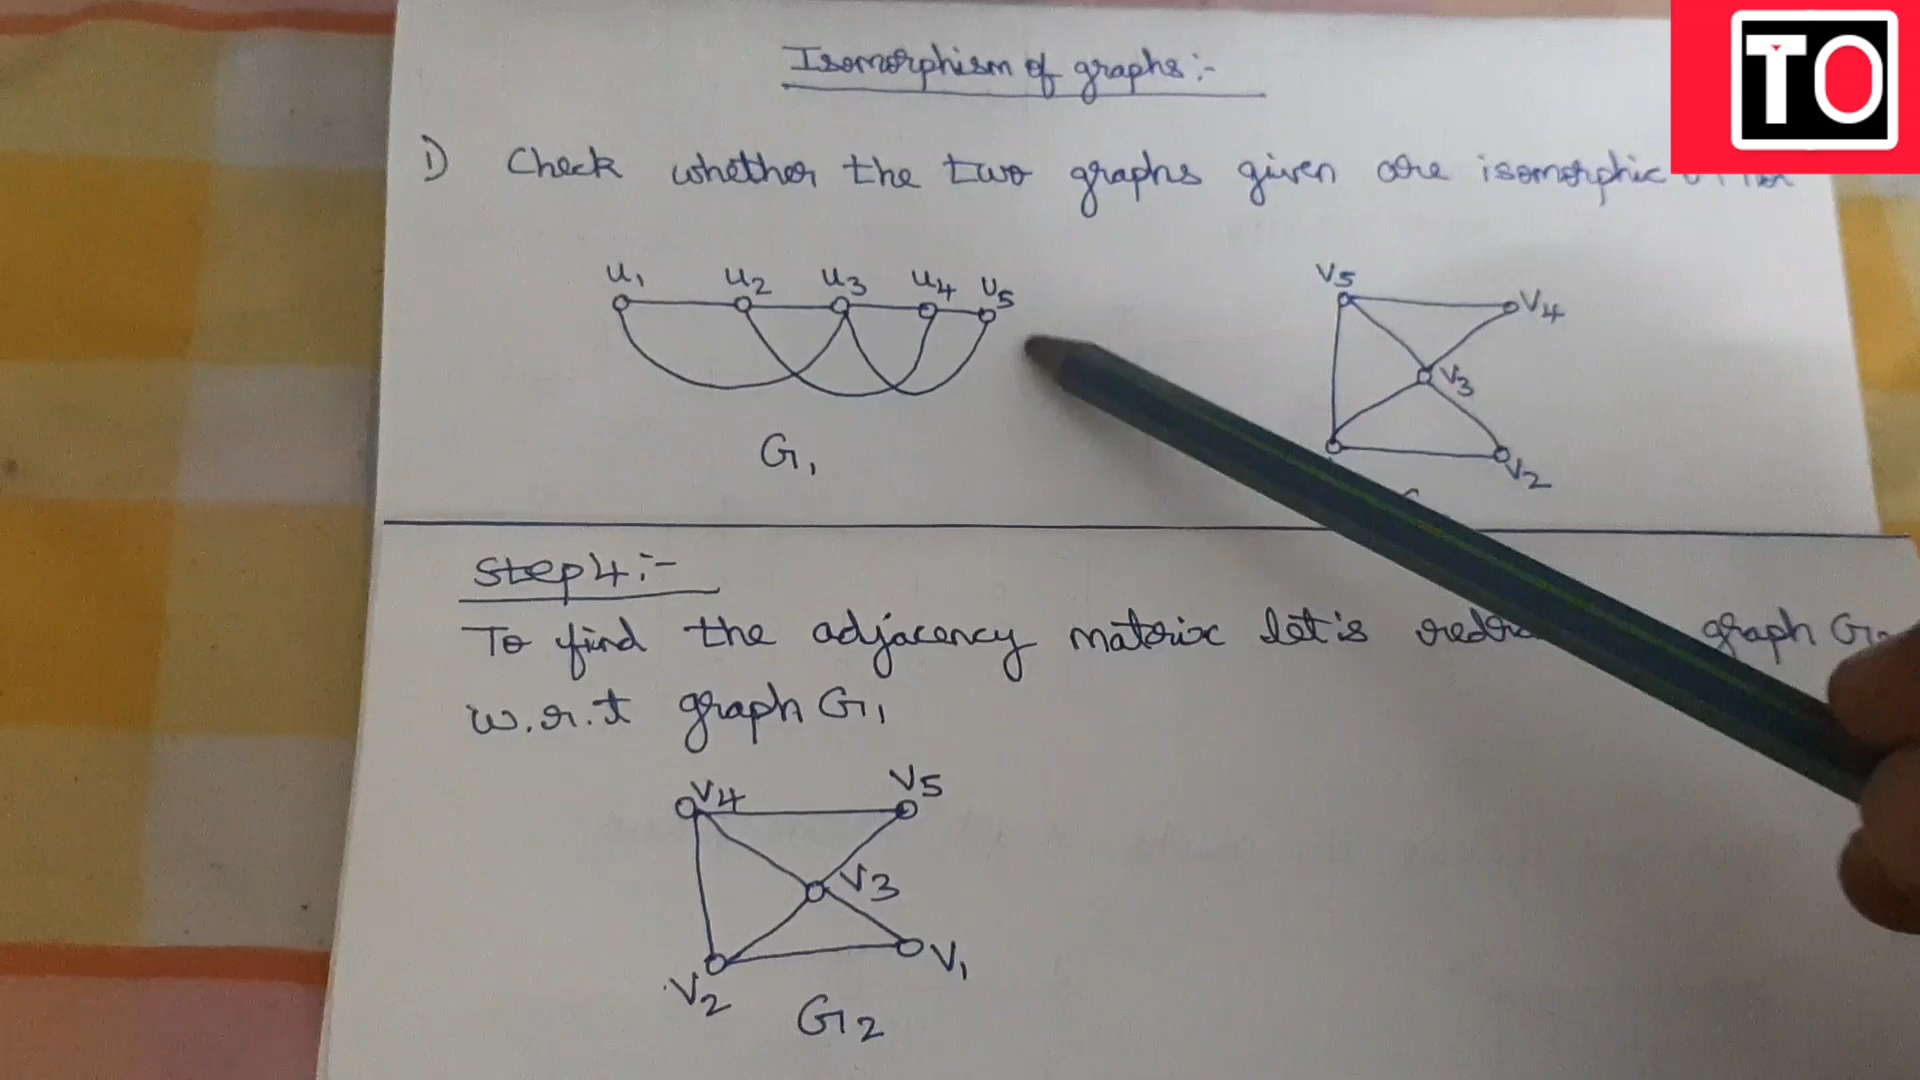 TO
Isomorphism of graphs:-
1) Check whether the two graphs given are isomorphic
u1 u2 u3 u4 u5
G1
V5
V4
V3
V2
Step4:-
To find the adjacency matrix let's graph G2
w.r.t graph G1
V4 V5
V3
V2 V1
G2